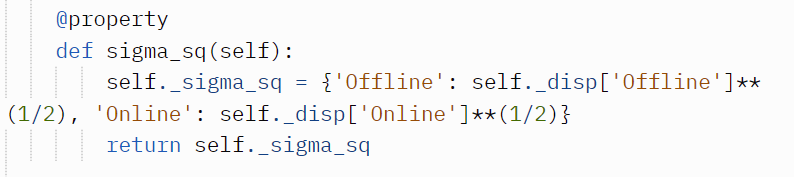 @property
def sigma_sq(self):
self._sigma_sq = {'Offline': self._disp['Offline']**
(1/2), 'Online': self._disp['Online']**(1/2)}
return self._sigma_sq